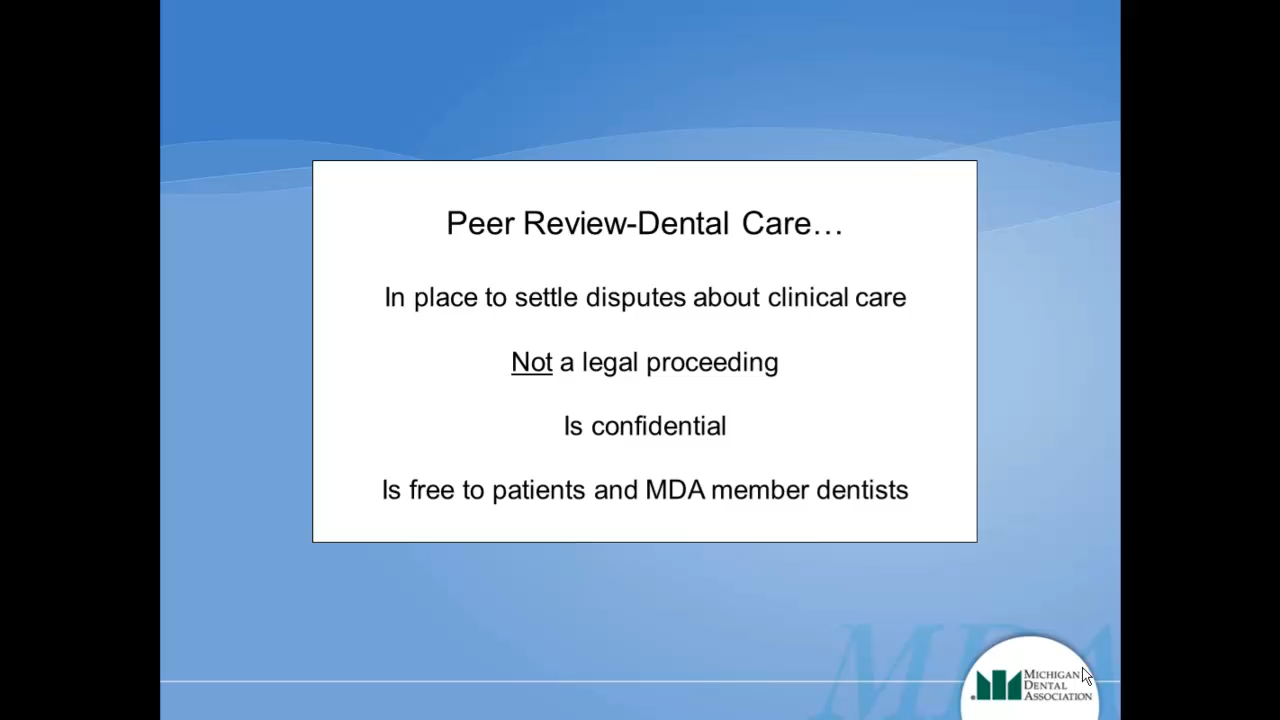 Peer Review-Dental Care…
In place to settle disputes about clinical care
Not a legal proceeding
Is confidential
Is free to patients and MDA member dentists
MDA
MICHIGAN
DENTAL
ASSOCIATION